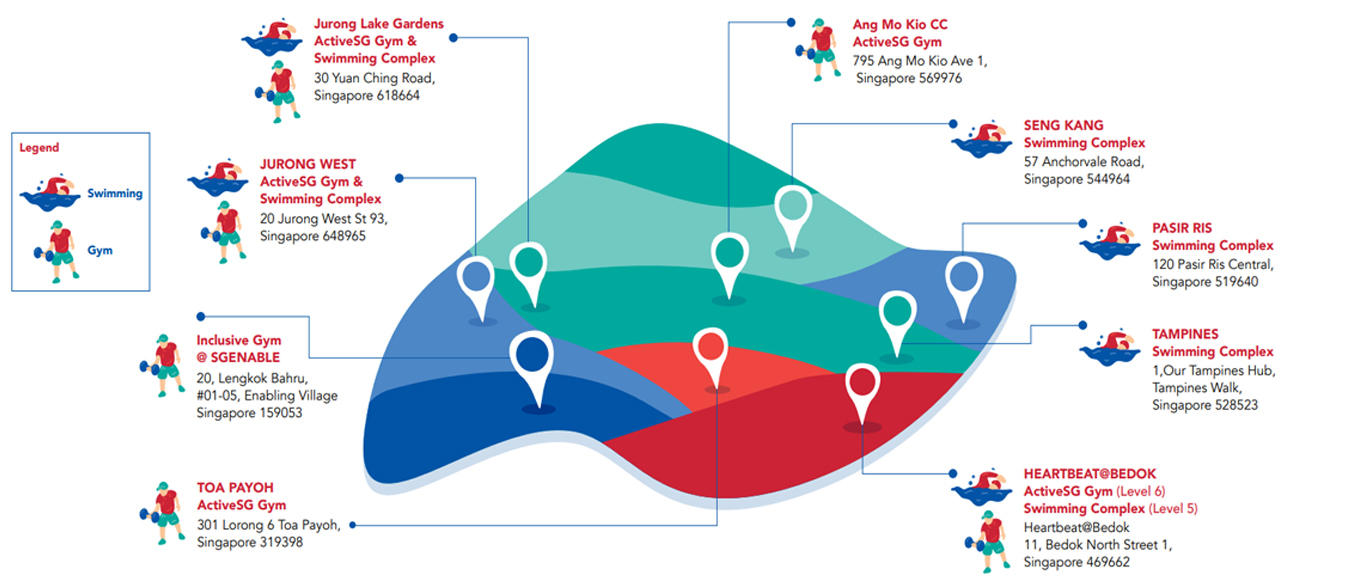 Jurong Lake Gardens
ActiveSG Gym &
Swimming Complex
30 Yuan Ching Road,
Singapore 618664
Ang Mo Kio CC
ActiveSG Gym
795 Ang Mo Kio Ave 1,
Singapore 569976
SENG KANG
Swimming Complex
57 Anchorvale Road,
Singapore 544964
Legend
Swimming
Gym
JURONG WEST
ActiveSG Gym &
Swimming Complex
20 Jurong West St 93,
Singapore 648965
PASIR RIS
Swimming Complex
120 Pasir Ris Central,
Singapore 519640
Inclusive Gym
@ SGENABLE
20, Lengkok Bahru,
#01-05, Enabling Village
Singapore 159053
TAMPINES
Swimming Complex
1,Our Tampines Hub,
Tampines Walk,
Singapore 528523
TOA PAYOH
ActiveSG Gym
301 Lorong 6 Toa Payoh,
Singapore 319398
HEARTBEAT@BEDOK
ActiveSG Gym (Level 6)
Swimming Complex (Level 5)
Heartbeat@Bedok
11, Bedok North Street 1,
Singapore 469662